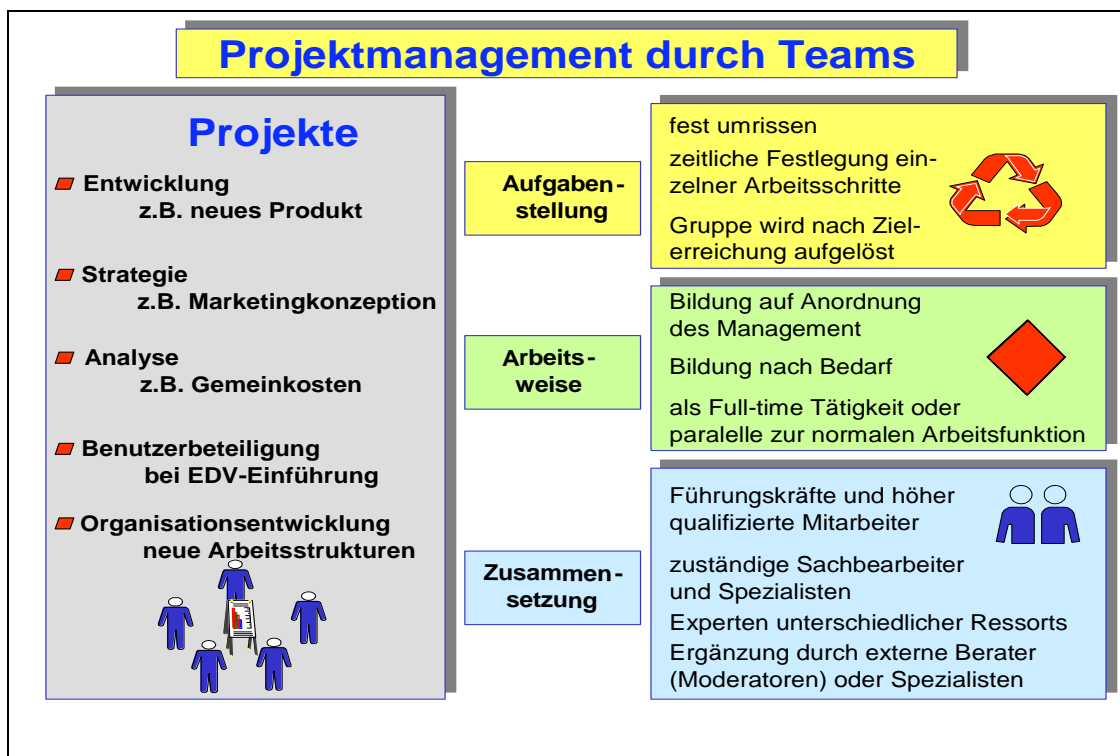 Projektmanagement durch Teams
Projekte
Entwicklung
z.B. neues Produkt
Strategie
z.B. Marketingkonzeption
Analyse
z.B. Gemeinkosten
Benutzerbeteiligung
bei EDV-Einführung
Organisationsentwicklung
neue Arbeitsstrukturen
Aufgaben-
stellung
fest umrissen
zeitliche Festlegung ein-
zelner Arbeitsschritte
Gruppe wird nach Ziel-
erreichung aufgelöst
Arbeits-
weise
Bildung auf Anordnung
des Management
Bildung nach Bedarf
als Full-time Tätigkeit oder
paralelle zur normalen Arbeitsfunktion
Zusammen-
setzung
Führungskräfte und höher
qualifizierte Mitarbeiter
zuständige Sachbearbeiter
und Spezialisten
Experten unterschiedlicher Ressorts
Ergänzung durch externe Berater
(Moderatoren) oder Spezialisten